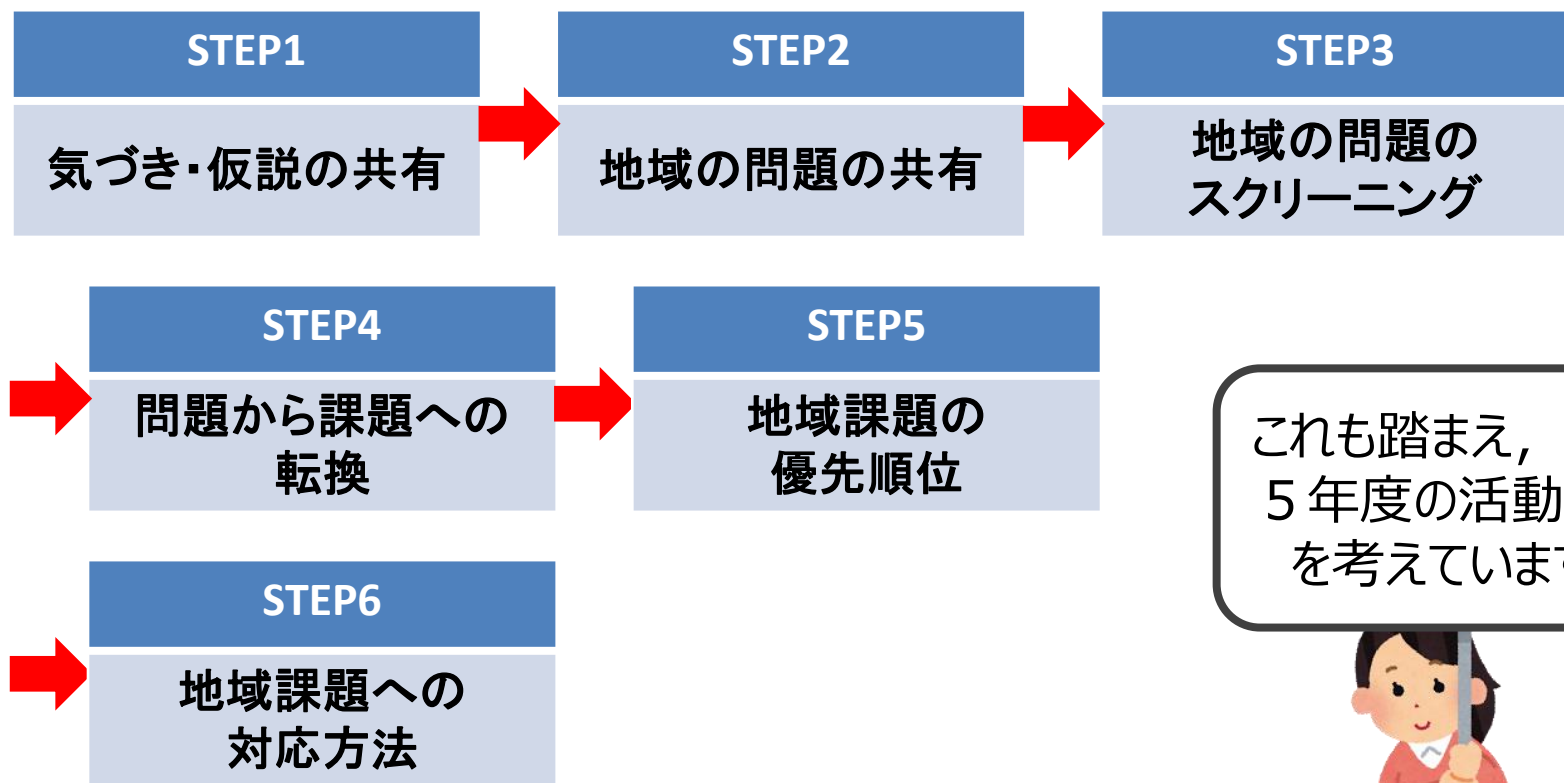 STEP1
気づき・仮説の共有
STEP2
地域の問題の共有
STEP3
地域の問題の
スクリーニング
STEP4
問題から課題への
転換
STEP5
地域課題の
優先順位
これも踏まえ,
５年度の活動
を考えています
STEP6
地域課題への
対応方法